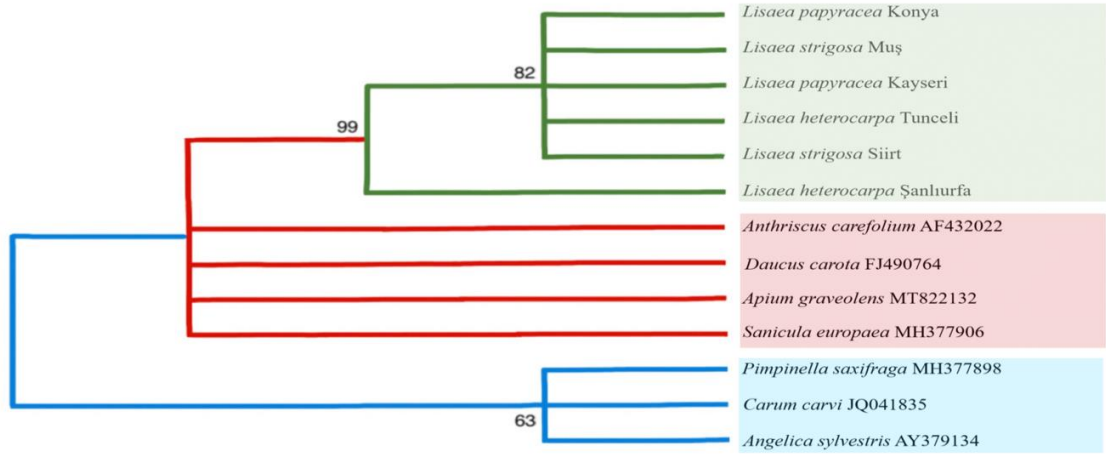 Lisaea papyracea Konya
Lisaea strigosa Muş
82
Lisaea papyracea Kayseri
Lisaea heterocarpa Tunceli
99
Lisaea strigosa Siirt
Lisaea heterocarpa Şanlıurfa
Anthriscus carefolium AF432022
Daucus carota FJ490764
Apium graveolens MT822132
Sanicula europaea MH377906
Pimpinella saxifraga MH377898
Carum carvi JQ041835
63
Angelica sylvestris AY379134